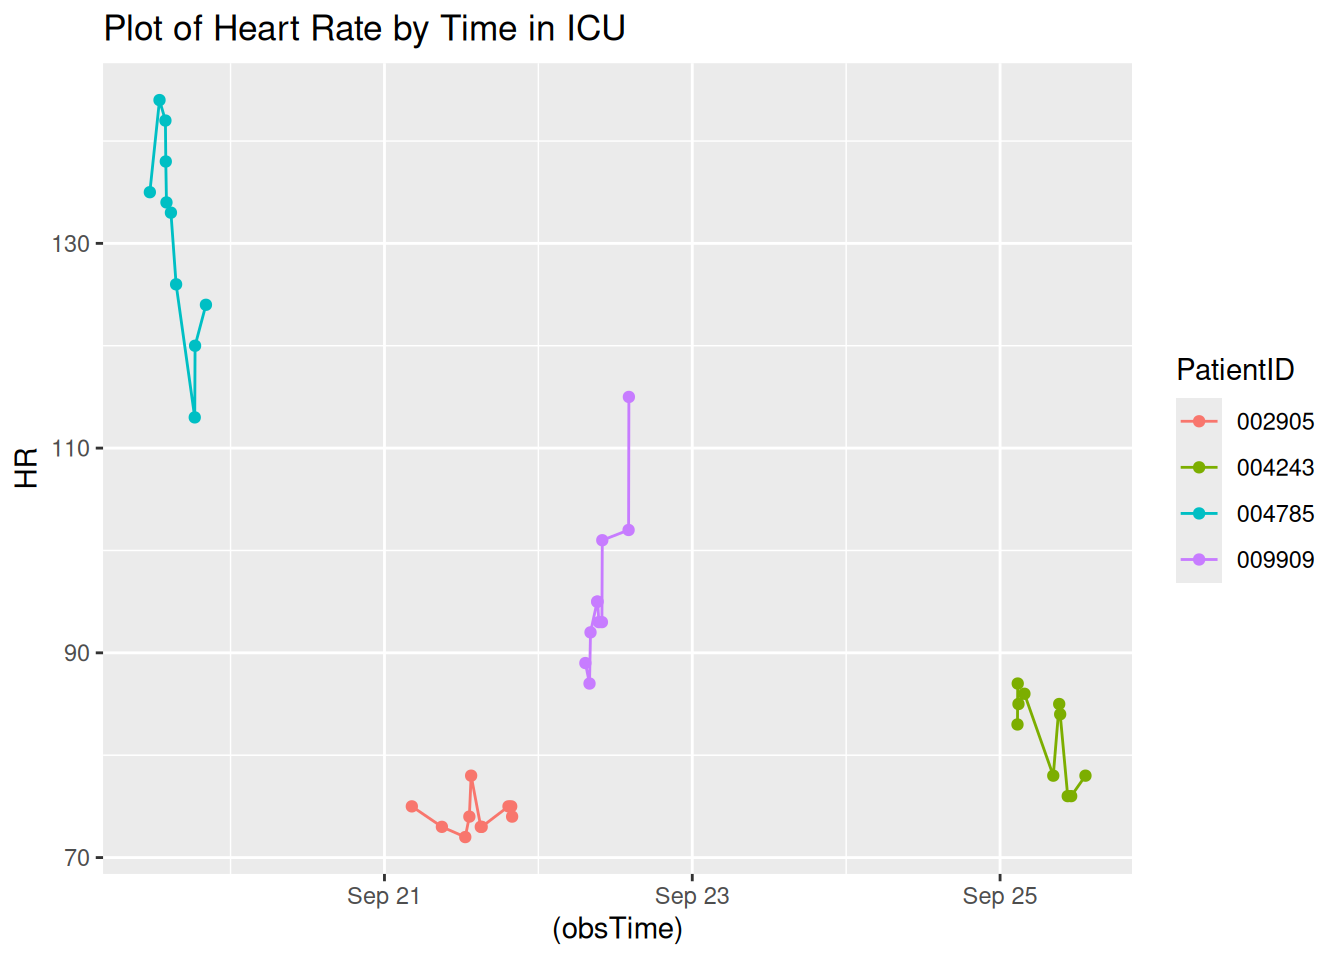 Plot of Heart Rate by Time in ICU
130
110
90
70
HR
Sep 21
Sep 23
Sep 25
(obsTime)
PatientID
002905
004243
004785
009909